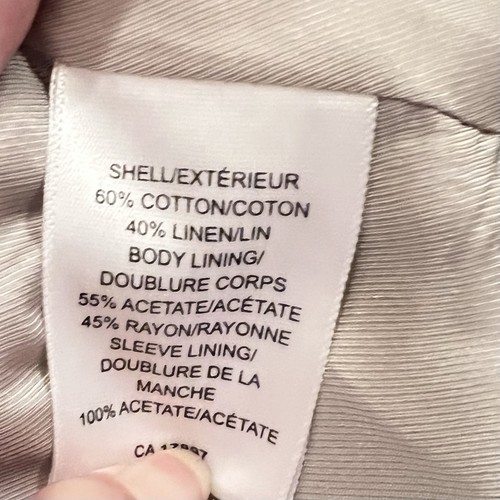 SHELL/EXTÉRIEUR
60% COTTON/COTON
40% LINEN/LIN
BODY LINING/
DOUBLURE CORPS
55% ACETATE/ACÉTATE
45% RAYON/RAYONNE
SLEEVE LINING/
DOUBLURE DE LA
MANCHE
100% ACETATE/ACÉTATE
CA